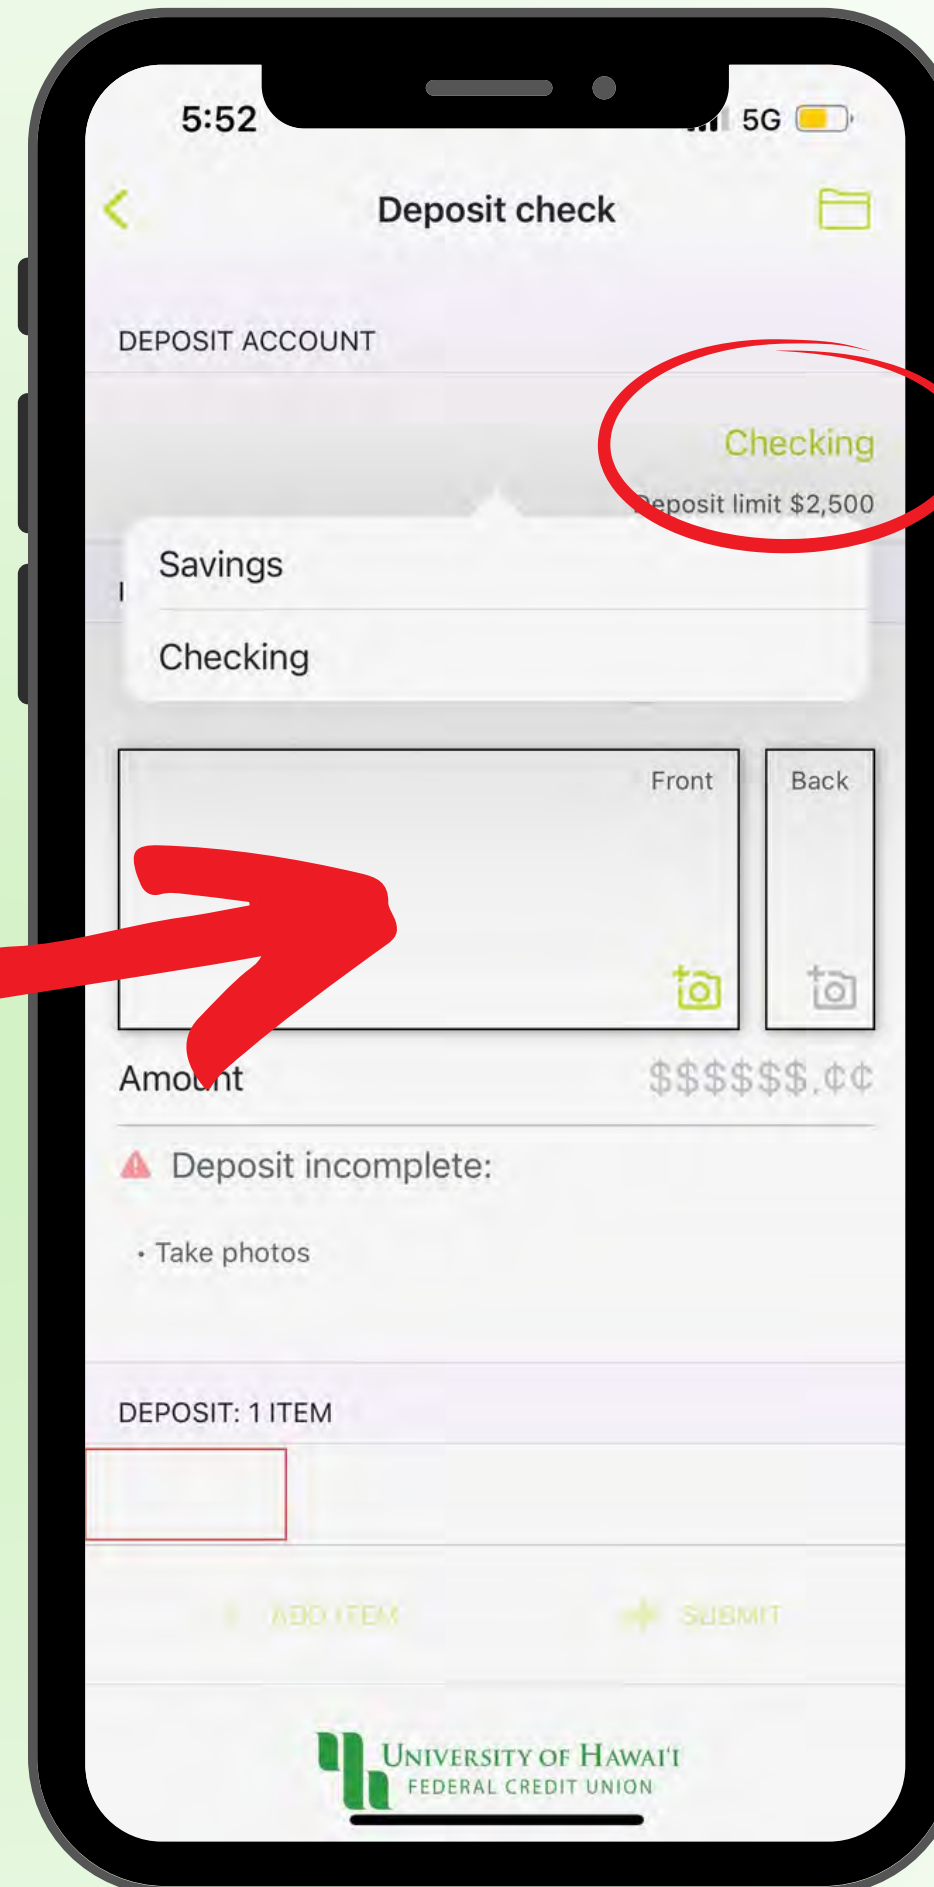 5:52
5G
Deposit check
DEPOSIT ACCOUNT
Checking
Deposit limit $2,500
Savings
Checking
Front
Back
Amount
$$$$$$.¢¢
Deposit incomplete:
• Take photos
DEPOSIT: 1 ITEM
ADD ITEM
SUBMIT
UNIVERSITY OF HAWAI'I
FEDERAL CREDIT UNION